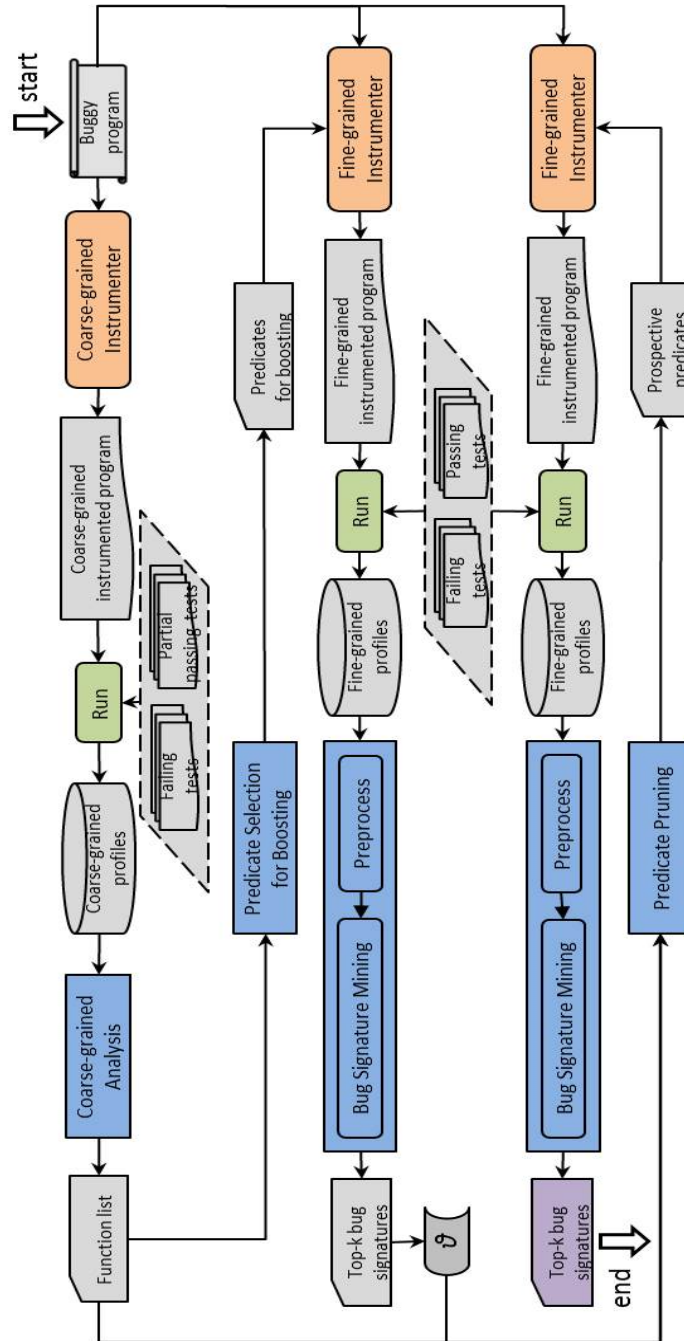 start
Buggy
program
Coarse-grained
Instrumenter
Coarse-grained
instrumented program
Run
Failing
tests
Partial
passing tests
Coarse-grained
profiles
Coarse-grained
Analysis
Function list
Predicate Selection
for Boosting
Predicates
for boosting
Fine-grained
Instrumenter
Fine-grained
instrumented program
Run
Failing
tests
Passing
tests
Fine-grained
profiles
Preprocess
Bug Signature Mining
Top-k bug
signatures
ϑ
Fine-grained
Instrumenter
Fine-grained
instrumented program
Run
Fine-grained
profiles
Preprocess
Bug Signature Mining
Top-k bug
signatures
end
Predicate Pruning
Prospective
predicates